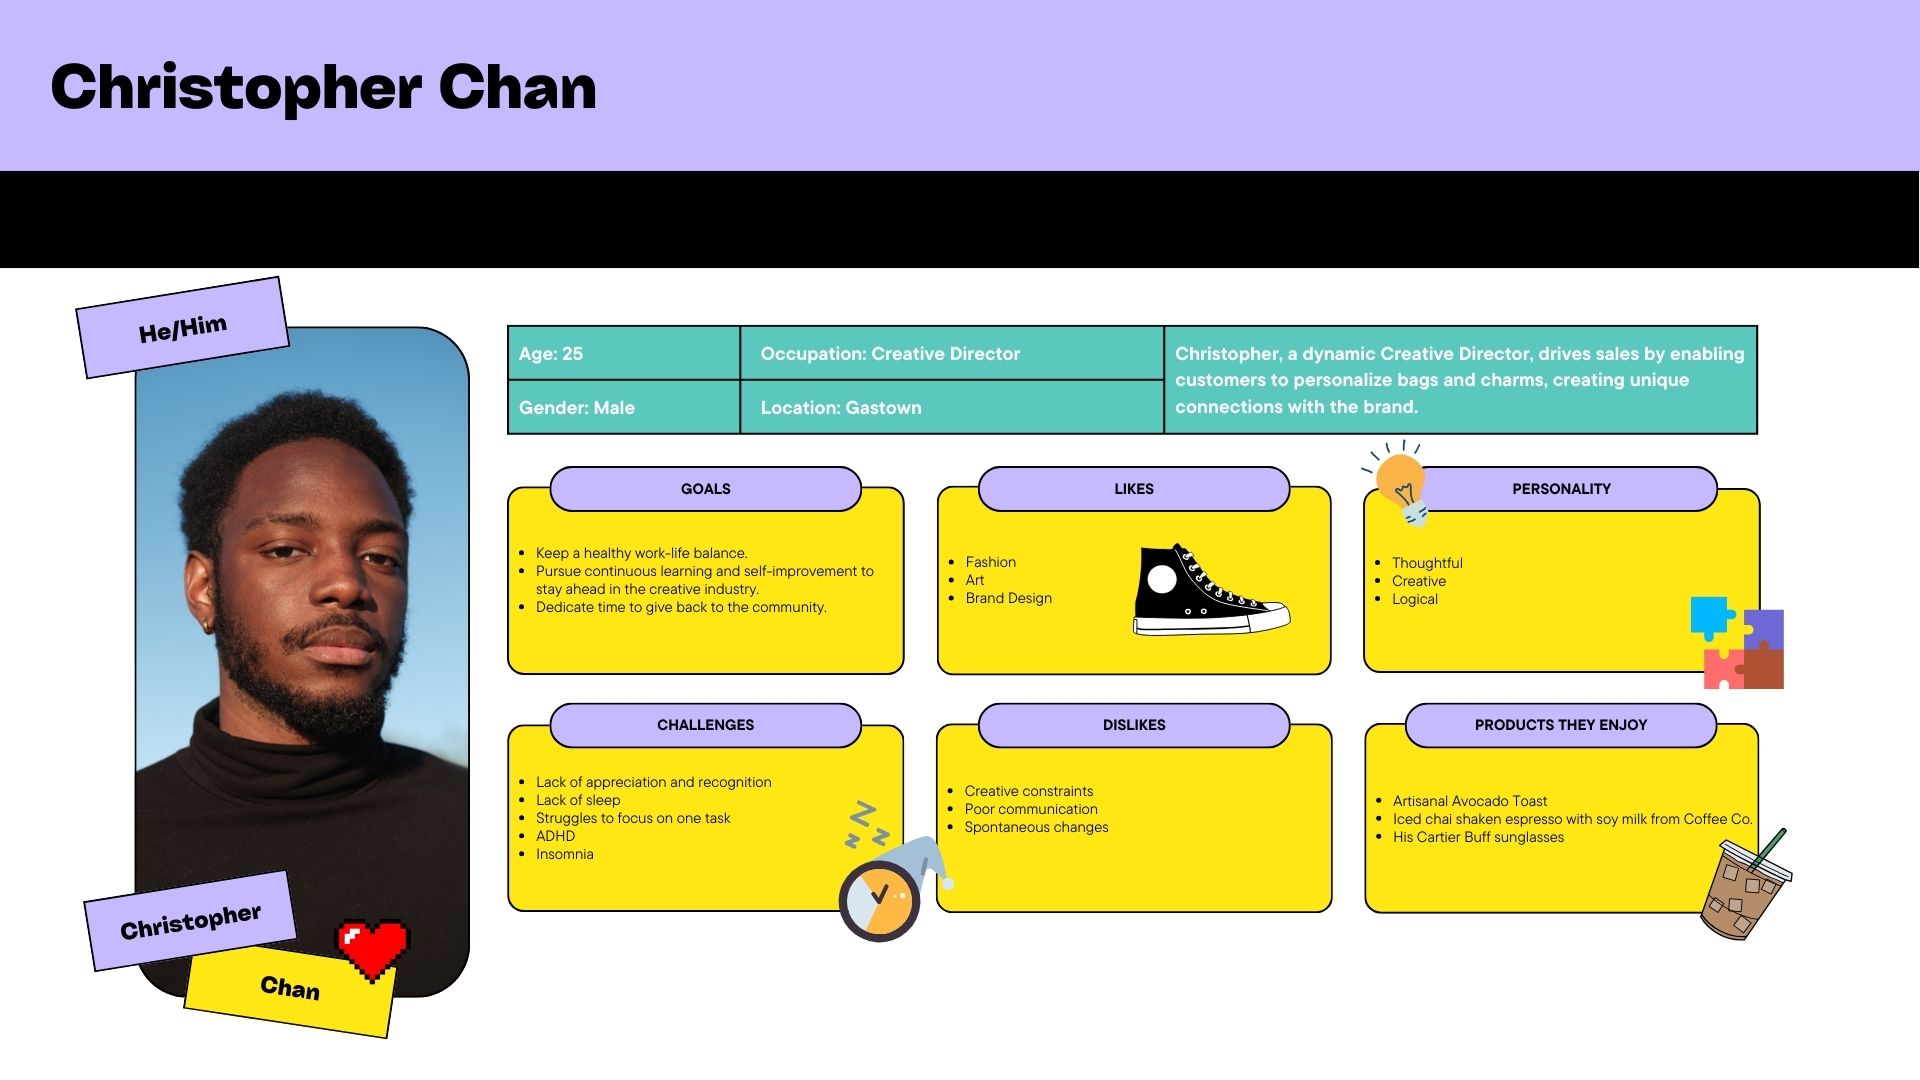 Christopher Chan
He/Him
Age: 25
Occupation: Creative Director
Gender: Male
Location: Gastown
Christopher, a dynamic Creative Director, drives sales by enabling
customers to personalize bags and charms, creating unique
connections with the brand.
GOALS
• Keep a healthy work-life balance.
• Pursue continuous learning and self-improvement to
stay ahead in the creative industry.
• Dedicate time to give back to the community.
LIKES
• Fashion
• Art
• Brand Design
PERSONALITY
• Thoughtful
• Creative
• Logical
CHALLENGES
• Lack of appreciation and recognition
• Lack of sleep
• Struggles to focus on one task
• ADHD
• Insomnia
DISLIKES
• Creative constraints
• Poor communication
• Spontaneous changes
PRODUCTS THEY ENJOY
• Artisanal Avocado Toast
• Iced chai shaken espresso with soy milk from Coffee Co.
• His Cartier Buff sunglasses
Christopher
Chan